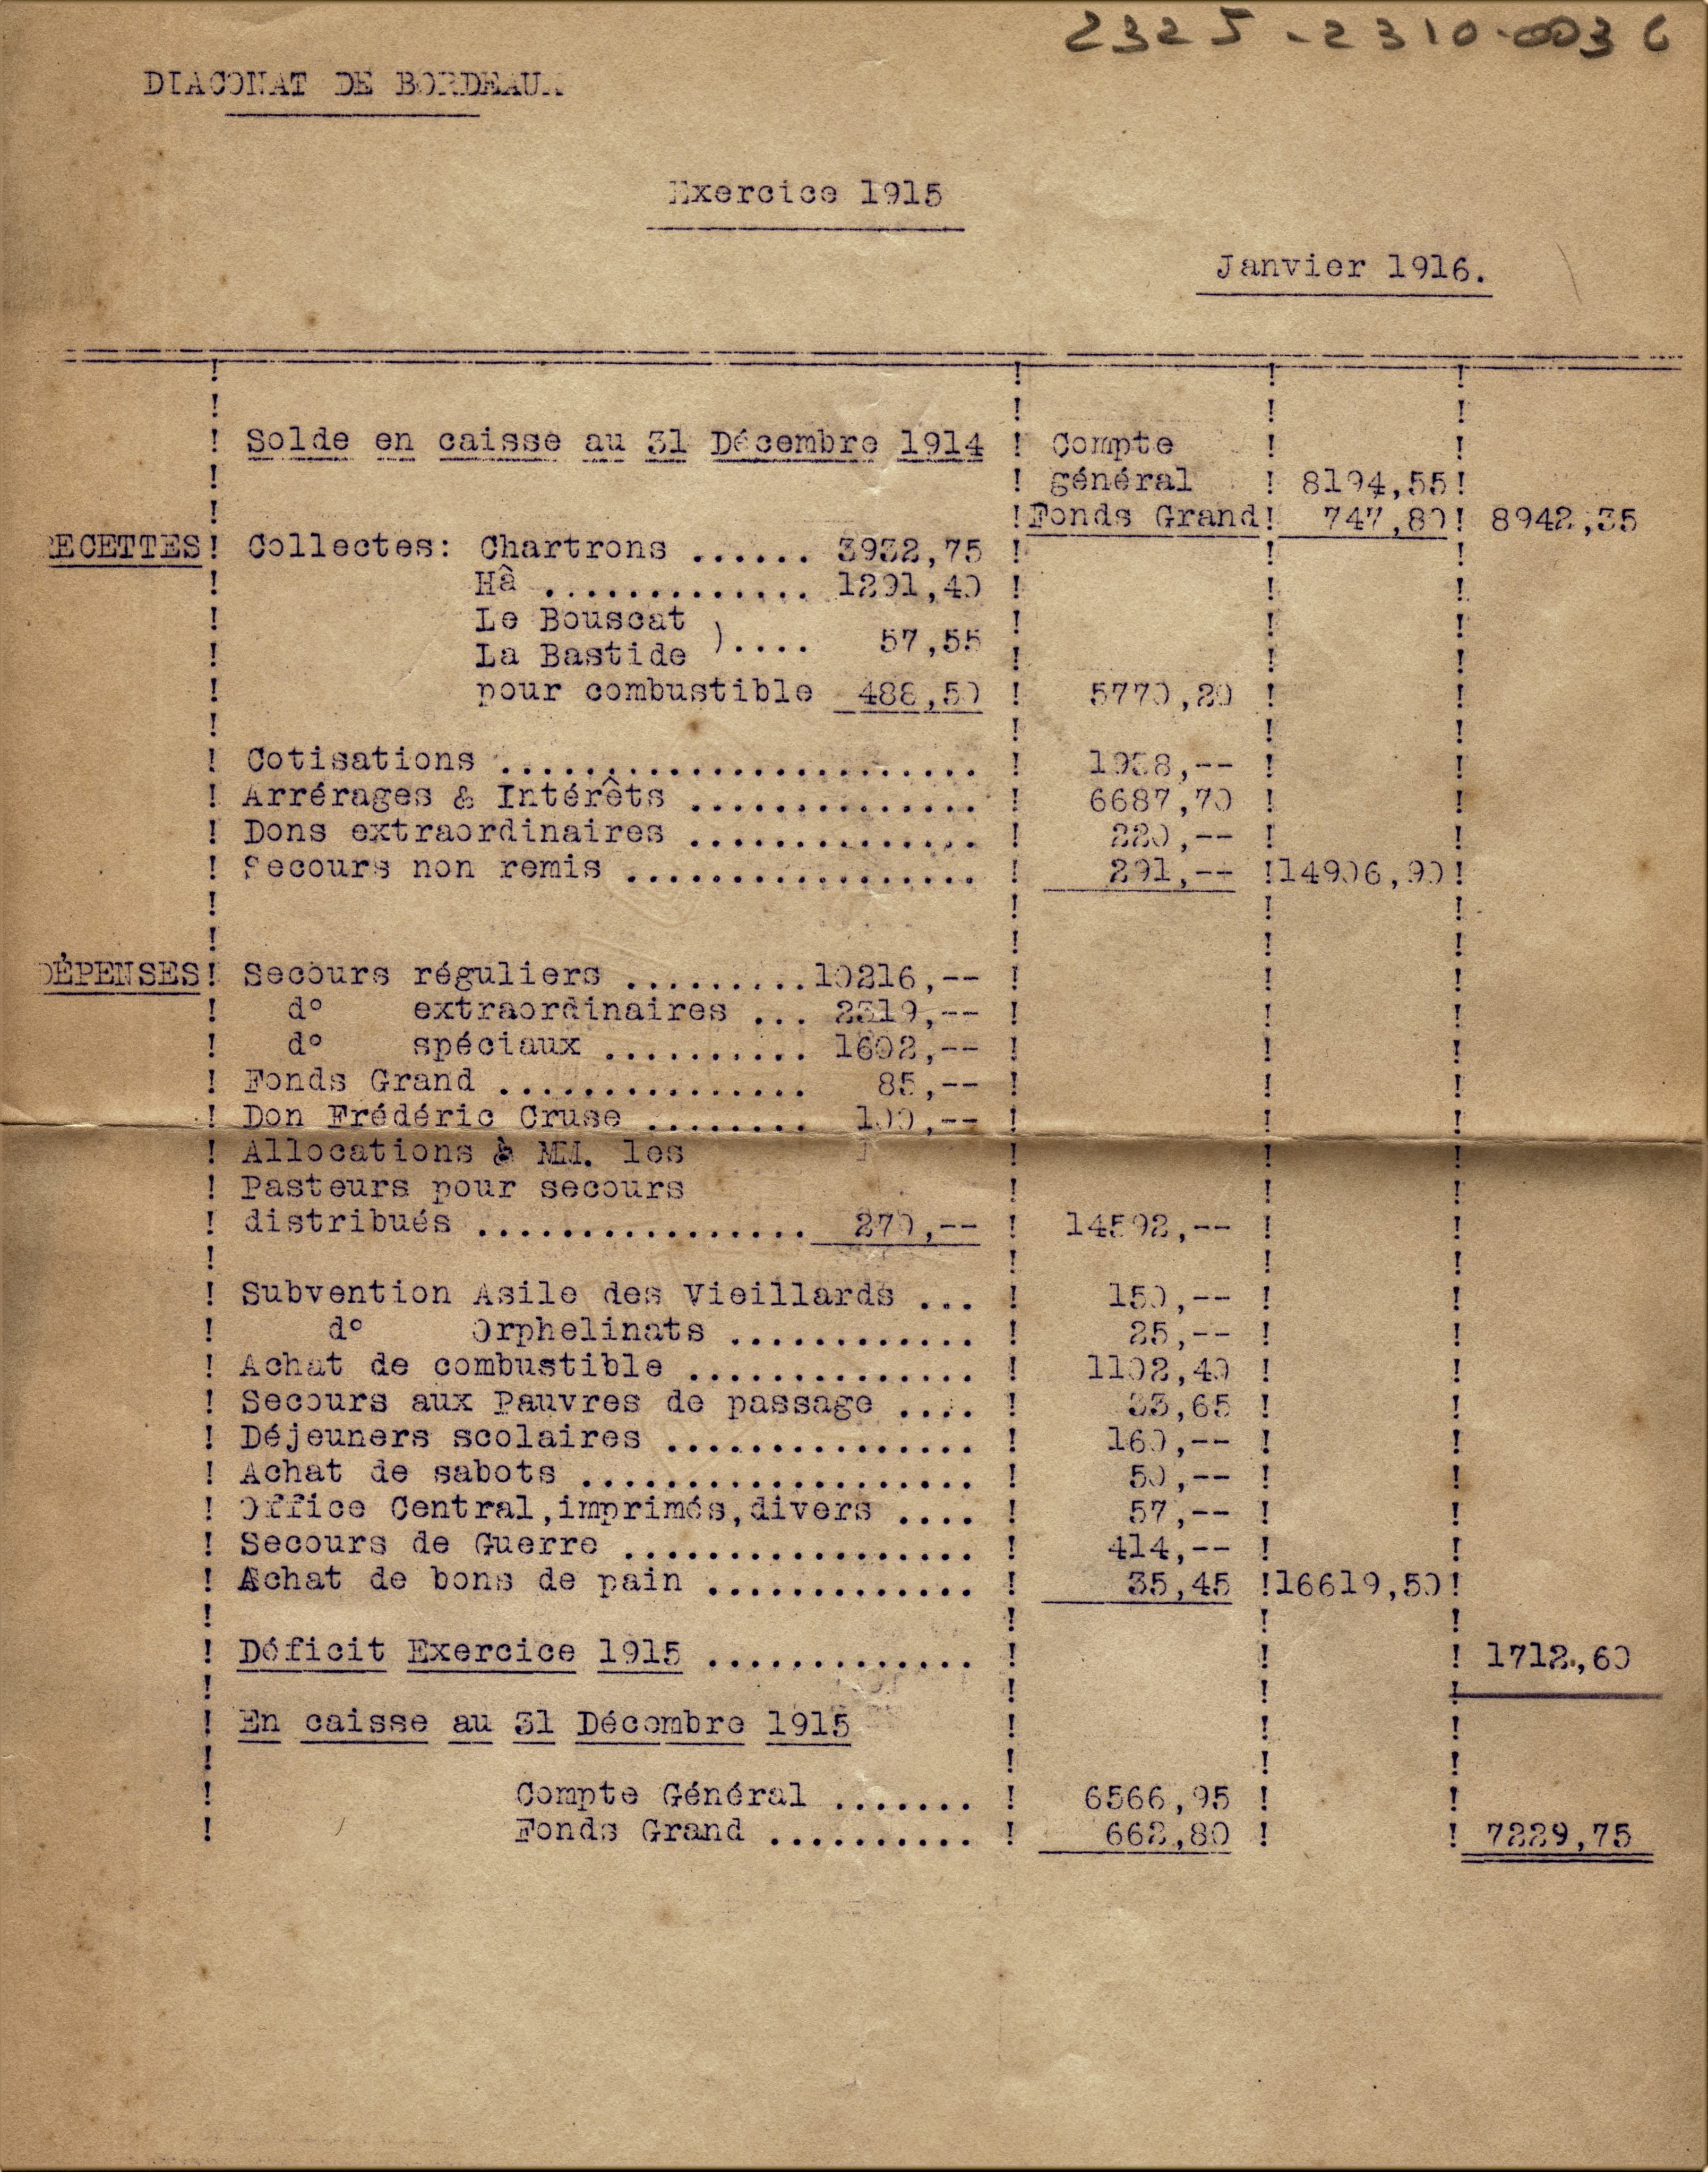 2325-2310-0036
DIACONAT DE BORDEAUX
Exercice 1915
Janvier 1916.
! Solde en caisse au 31 Décembre 1914 ! Compte ! !
! ! général ! 8194,55!
! !Fonds Grand! 747,80! 8942,35
RECETTES! Collectes: Chartrons ...... 3932,75 ! ! !
! Hâ ............. 1291,40 ! ! !
! Le Bouscat ! ! !
! La Bastide ).... 57,55 ! ! !
! pour combustible 488,50 ! 5770,20 ! !
! Cotisations ....................... ! 1938,-- ! !
! Arrérages & Intérêts .............. ! 6687,70 ! !
! Dons extraordinaires .............. ! 220,-- ! !
! Secours non remis ................. ! 291,-- !14906,90!
DÉPENSES! Secours réguliers .........10216,-- ! ! !
! d° extraordinaires ... 2319,-- ! ! !
! d° spéciaux .......... 1602,-- ! ! !
! Fonds Grand ............... 85,-- ! ! !
! Don Frédéric Cruse ........ 100,-- ! ! !
! Allocations à MM. les ! ! !
! Pasteurs pour secours ! ! !
! distribués ................ 270,-- ! 14592,-- ! !
! Subvention Asile des Vieillards ... ! 150,-- ! !
! d° Orphelinats ............ ! 25,-- ! !
! Achat de combustible .............. ! 1102,40 ! !
! Secours aux Pauvres de passage .... ! 33,65 ! !
! Déjeuners scolaires ............... ! 160,-- ! !
! Achat de sabots ................... ! 50,-- ! !
! Office Central,imprimés,divers .... ! 57,-- ! !
! Secours de Guerre ................. ! 414,-- ! !
! Achat de bons de pain ............. ! 35,45 !16619,50!
! Déficit Exercice 1915 ............. ! ! ! 1712,60
! En caisse au 31 Décembre 1915 ! ! !
! Compte Général ....... ! 6566,95 ! !
! Fonds Grand .......... ! 662,80 ! ! 7229,75